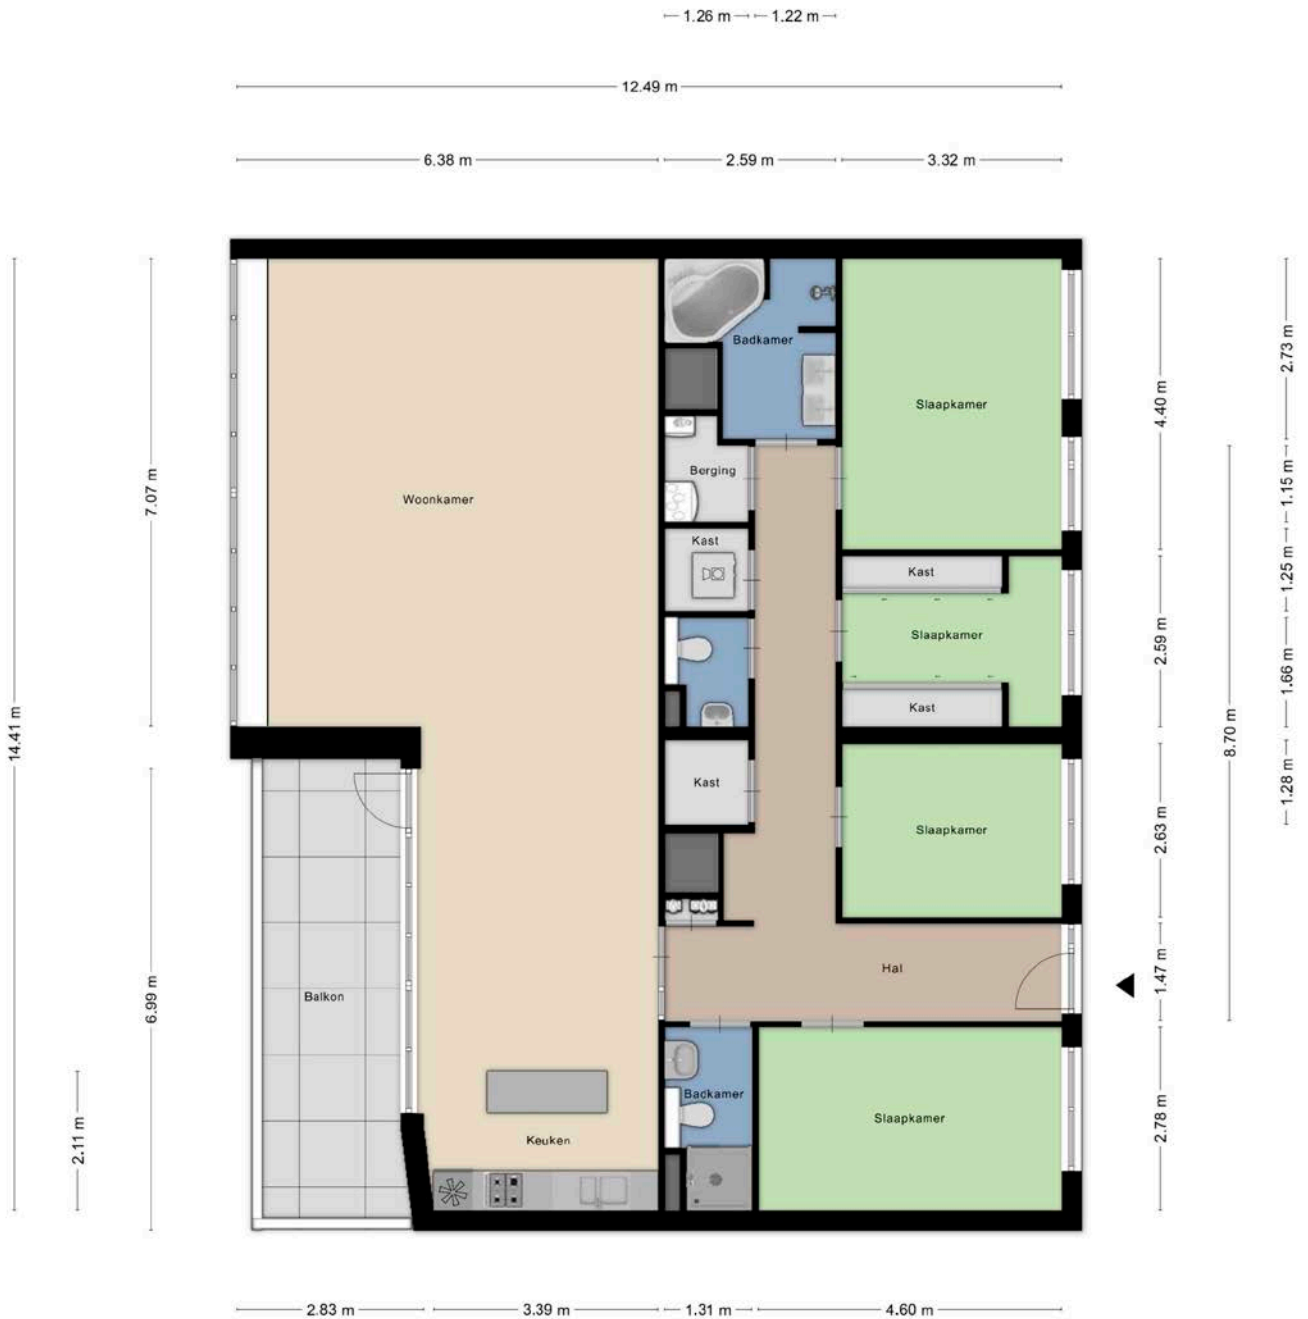 1.26 m 1.22 m
12.49 m
6.38 m 2.59 m 3.32 m
Badkamer
2.73 m
Slaapkamer
4.40 m
Berging
1.15 m
Woonkamer
7.07 m
Kast
Kast
1.25 m
Slaapkamer
2.59 m
1.66 m
Kast
14.41 m
8.70 m
Kast
1.28 m
Slaapkamer
2.63 m
Hal
1.47 m
Balkon
6.99 m
Badkamer
Slaapkamer
2.78 m
2.11 m
Keuken
2.83 m 3.39 m 1.31 m 4.60 m